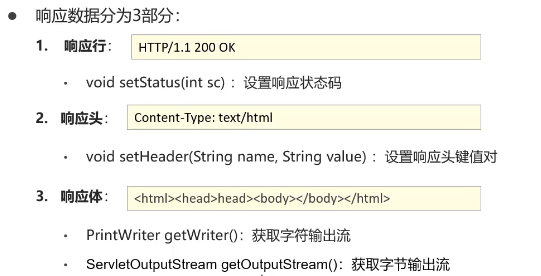 ● 响应数据分为3部分：
1. 响应行： HTTP/1.1 200 OK
• void setStatus(int sc) ：设置响应状态码
2. 响应头： Content-Type: text/html
• void setHeader(String name, String value) ：设置响应头键值对
3. 响应体： <html><head>head><body></body></html>
• PrintWriter getWriter()：获取字符输出流
• ServletOutputStream getOutputStream()：获取字节输出流